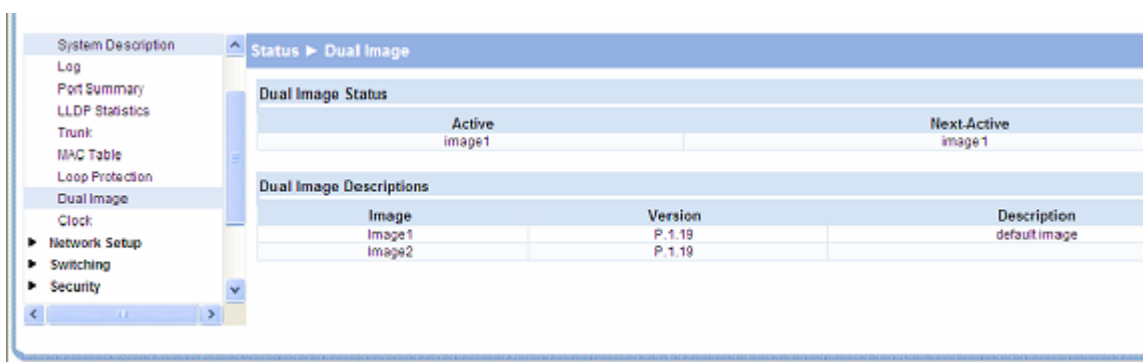 System Description
Log
Port Summary
LLDP Statistics
Trunk
MAC Table
Loop Protection
Dual Image
Clock
► Network Setup
► Switching
► Security
Status ► Dual Image
Dual Image Status
Active Next-Active
image1 image1
Dual Image Descriptions
Image Version Description
Image1 P.1.19 default image
Image2 P.1.19